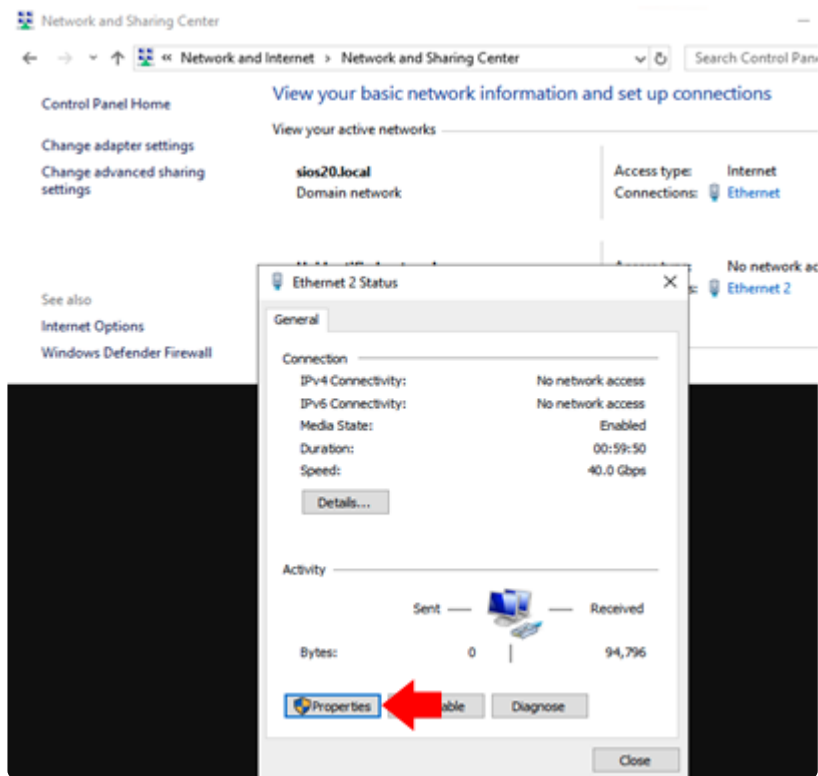 Network and Sharing Center
« Network and Internet > Network and Sharing Center
Search Control Pan
Control Panel Home
View your basic network information and set up connections
View your active networks
Change adapter settings
Change advanced sharing
settings
sios20.local
Domain network
Access type: Internet
Connections: Ethernet
No network ac
Ethernet 2
See also
Internet Options
Windows Defender Firewall
Ethernet 2 Status
General
Connection
IPv4 Connectivity: No network access
IPv6 Connectivity: No network access
Media State: Enabled
Duration: 00:59:50
Speed: 40.0 Gbps
Details...
Activity
Sent Received
Bytes: 0 94,796
Properties able Diagnose
Close